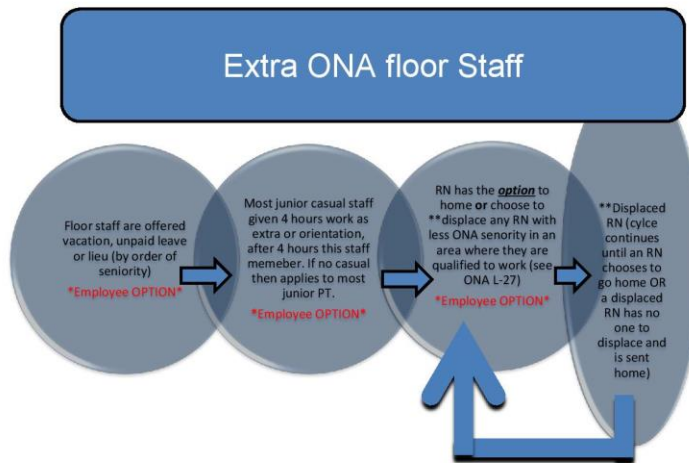 Extra ONA floor Staff
Floor staff are offered
vacation, unpaid leave
or lieu (by order of
seniority)
*Employee OPTION*
Most junior casual staff
given 4 hours work as
extra or orientation,
after 4 hours this staff
memeber. If no casual
then applies to most
junior PT.
*Employee OPTION*
RN has the option to
home or choose to
**displace any RN with
less ONA senority in an
area where they are
qualified to work (see
ONA L-27)
*Employee OPTION*
**Displaced
RN (cylce
continues
until an RN
chooses to
go home OR
a displaced
RN has no
one to
displace and
is sent
home)